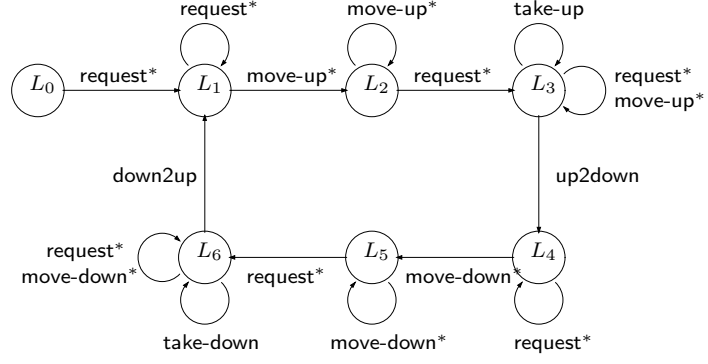 request* move-up* take-up
L₀ request* L₁ move-up* L₂ request* L₃ request*
move-up*
down2up up2down
request*
move-down*
L₆ request* L₅ move-down* L₄
take-down move-down* request*